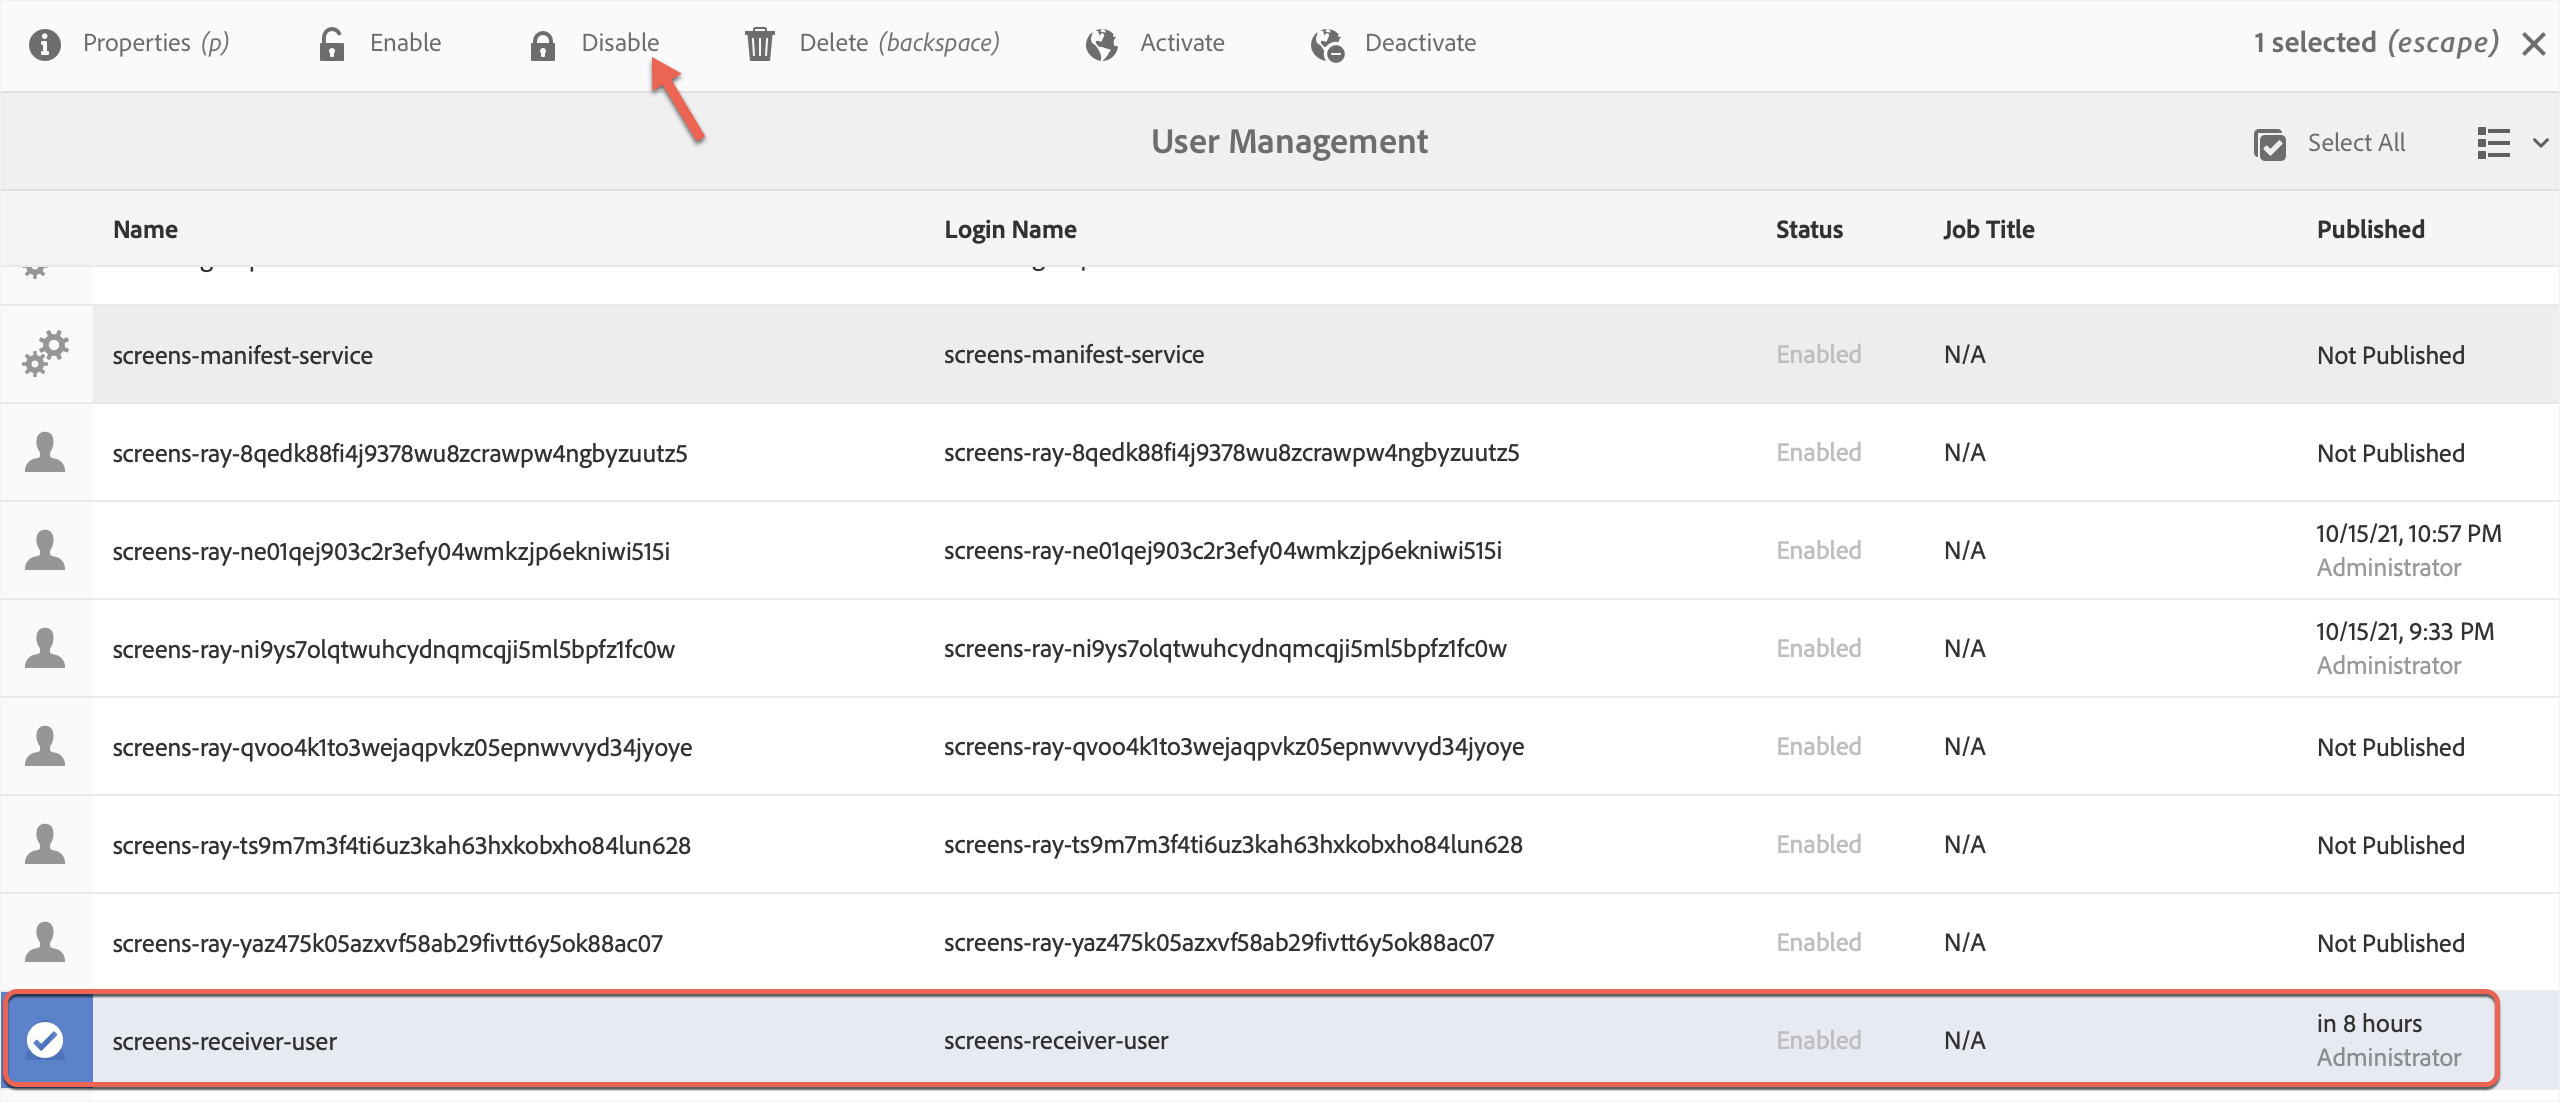 Properties (p) Enable Disable Delete (backspace) Activate Deactivate 1 selected (escape)
User Management Select All
Name Login Name Status Job Title Published
screens-manifest-service screens-manifest-service Enabled N/A Not Published
screens-ray-8qedk88fi4j9378wu8zcrawpw4ngbyzuutz5 screens-ray-8qedk88fi4j9378wu8zcrawpw4ngbyzuutz5 Enabled N/A Not Published
screens-ray-ne01qej903c2r3efy04wmkzjp6ekniwi515i screens-ray-ne01qej903c2r3efy04wmkzjp6ekniwi515i Enabled N/A 10/15/21, 10:57 PM
Administrator
screens-ray-ni9ys7olqtwuhcydnqmcqji5ml5bpfz1fc0w screens-ray-ni9ys7olqtwuhcydnqmcqji5ml5bpfz1fc0w Enabled N/A 10/15/21, 9:33 PM
Administrator
screens-ray-qvoo4k1to3wejaqpvkz05epnwvvyd34jyoye screens-ray-qvoo4k1to3wejaqpvkz05epnwvvyd34jyoye Enabled N/A Not Published
screens-ray-ts9m7m3f4ti6uz3kah63hxkobxho84lun628 screens-ray-ts9m7m3f4ti6uz3kah63hxkobxho84lun628 Enabled N/A Not Published
screens-ray-yaz475k05azxvf58ab29fivtt6y5ok88ac07 screens-ray-yaz475k05azxvf58ab29fivtt6y5ok88ac07 Enabled N/A Not Published
screens-receiver-user screens-receiver-user Enabled N/A in 8 hours
Administrator